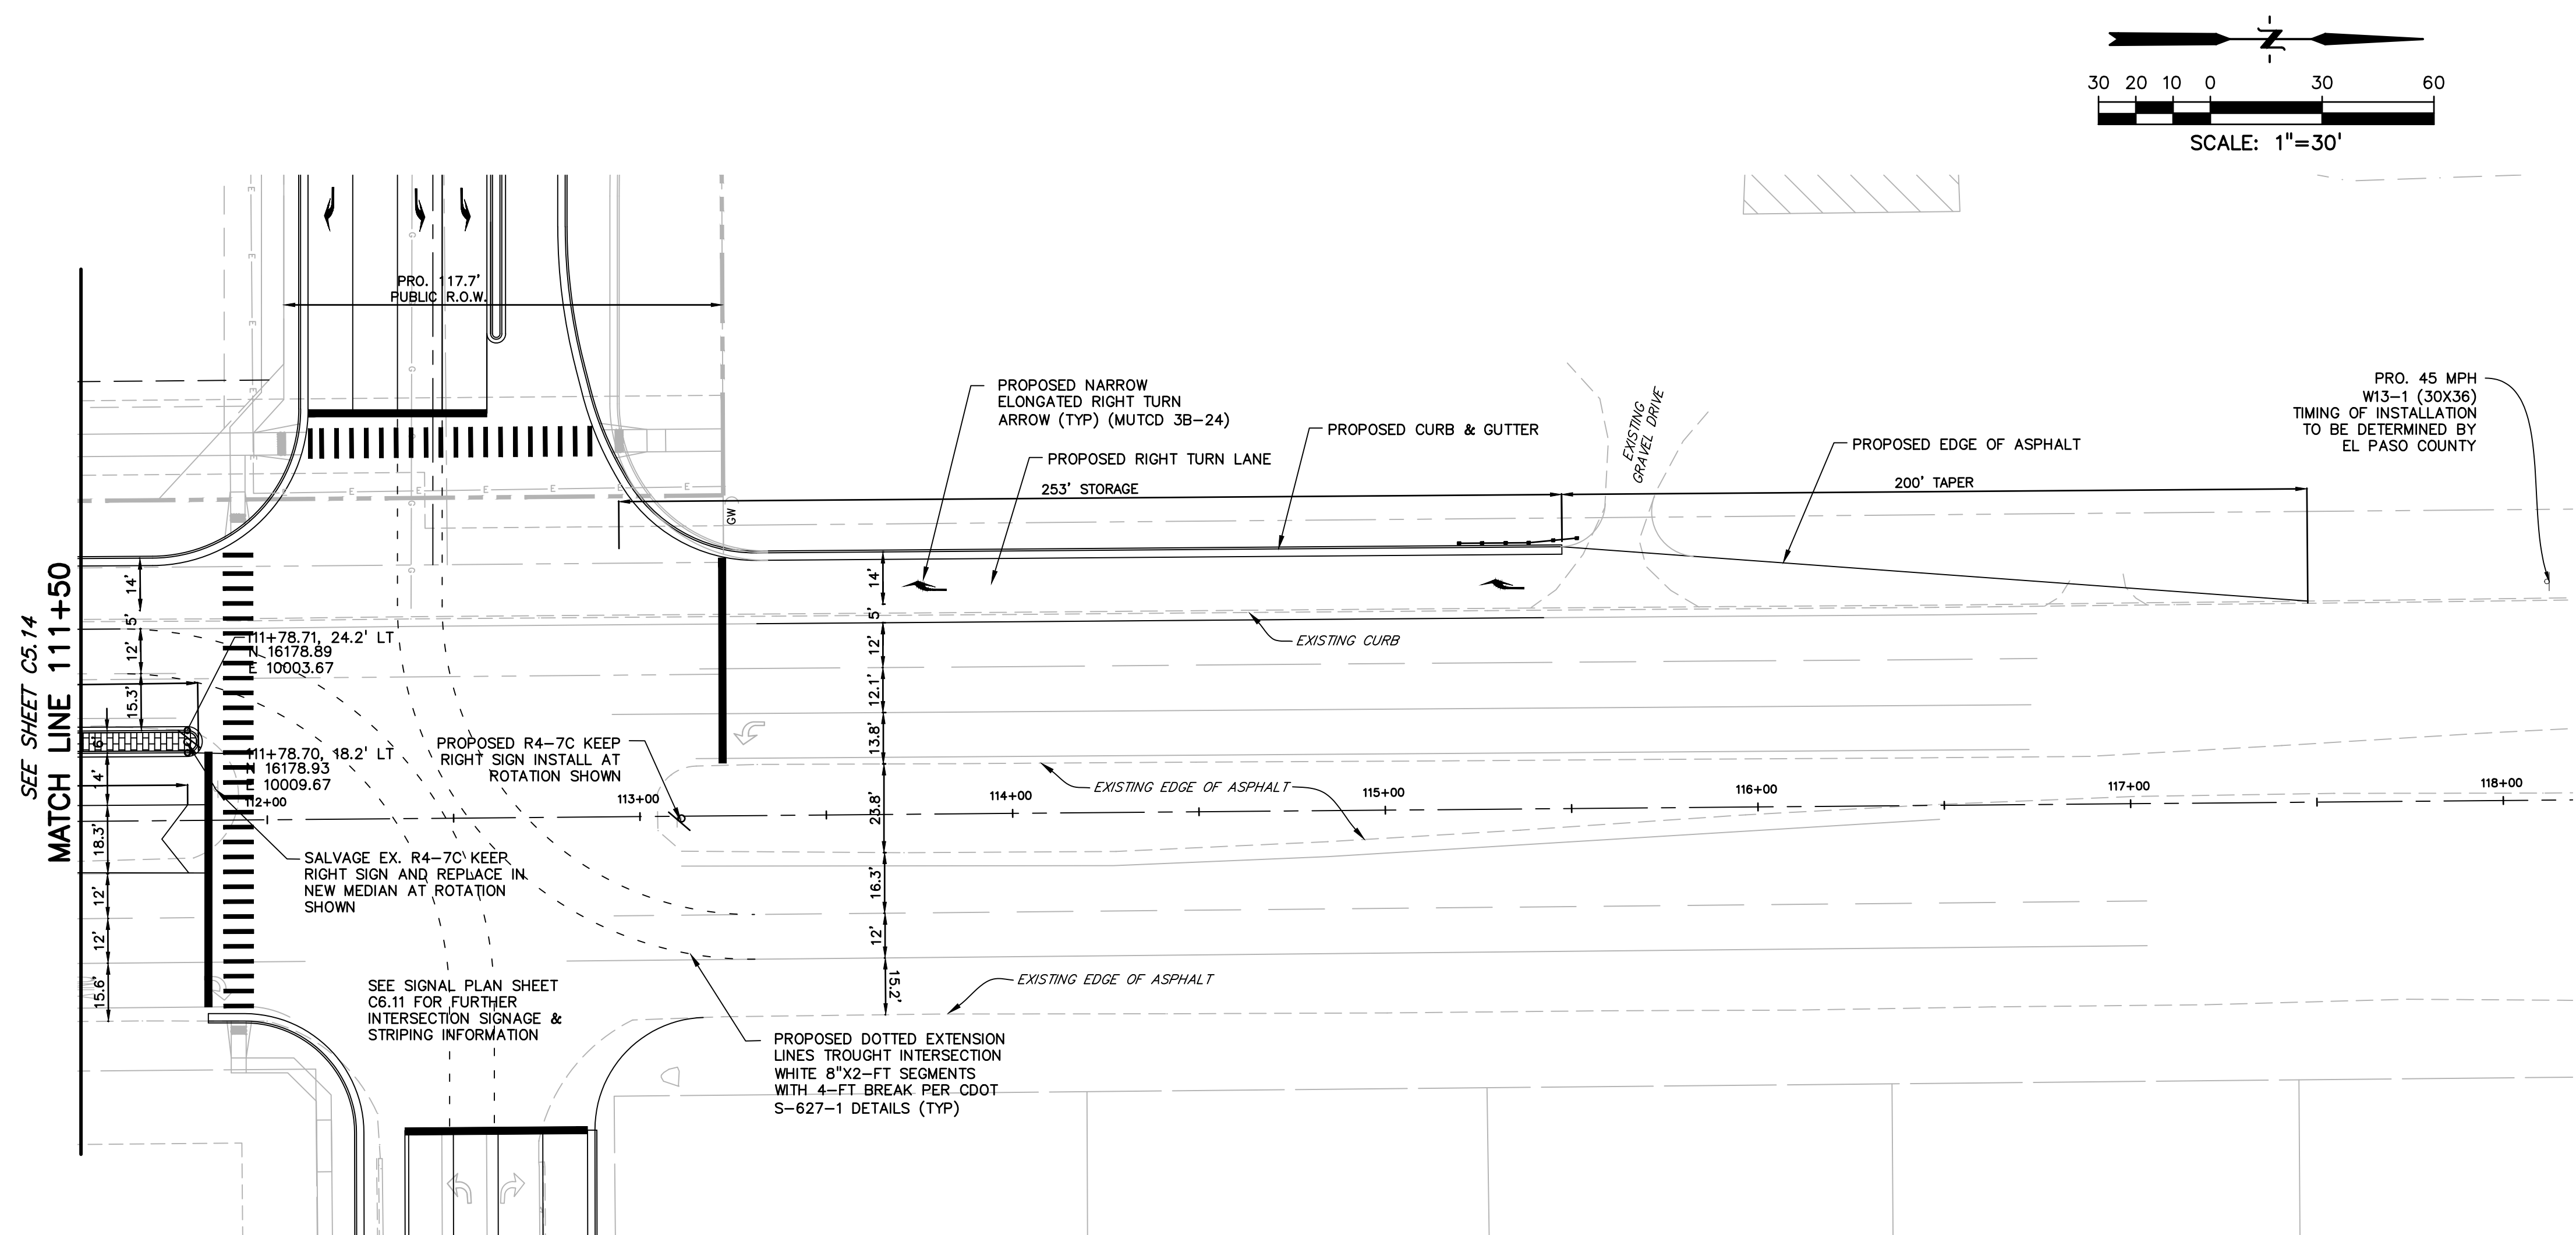 N
30 20 10 0 30 60
SCALE: 1"=30'
PRO. 117.7'
PUBLIC R.O.W.
PROPOSED NARROW
ELONGATED RIGHT TURN
ARROW (TYP) (MUTCD 3B-24)
PROPOSED RIGHT TURN LANE
253' STORAGE
PROPOSED CURB & GUTTER
EXISTING
GRAVEL DRIVE
PROPOSED EDGE OF ASPHALT
200' TAPER
PRO. 45 MPH
W13-1 (30X36)
TIMING OF INSTALLATION
TO BE DETERMINED BY
EL PASO COUNTY
E
E
E
E
G
G
G
G
G
E E E E E E
GW
SEE SHEET C5.14
MATCH LINE 111+50
14'
5'
12'
15.3'
6'
14'
18.3'
12'
12'
15.6'
111+78.71, 24.2' LT
N 16178.89
E 10003.67
111+78.70, 18.2' LT
N 16178.93
E 10009.67
112+00
113+00
114+00
115+00
116+00
117+00
118+00
PROPOSED R4-7C KEEP
RIGHT SIGN INSTALL AT
ROTATION SHOWN
SALVAGE EX. R4-7C KEEP
RIGHT SIGN AND REPLACE IN
NEW MEDIAN AT ROTATION
SHOWN
14'
5'
12'
12.1'
13.8'
23.8'
16.3'
12'
15.2'
EXISTING CURB
EXISTING EDGE OF ASPHALT
EXISTING EDGE OF ASPHALT
SEE SIGNAL PLAN SHEET
C6.11 FOR FURTHER
INTERSECTION SIGNAGE &
STRIPING INFORMATION
PROPOSED DOTTED EXTENSION
LINES TROUGHT INTERSECTION
WHITE 8"X2-FT SEGMENTS
WITH 4-FT BREAK PER CDOT
S-627-1 DETAILS (TYP)